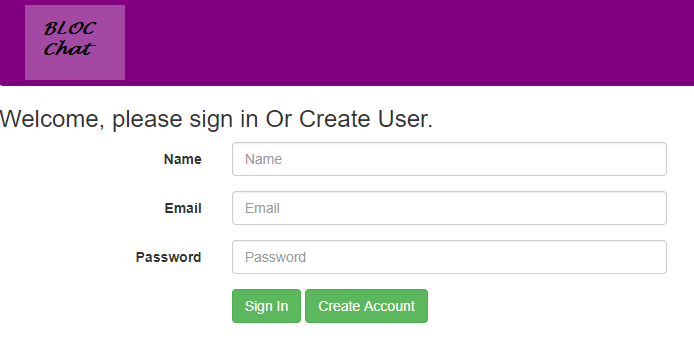 BLOC
Chat
Welcome, please sign in Or Create User.
Name Name
Email Email
Password Password
Sign In Create Account